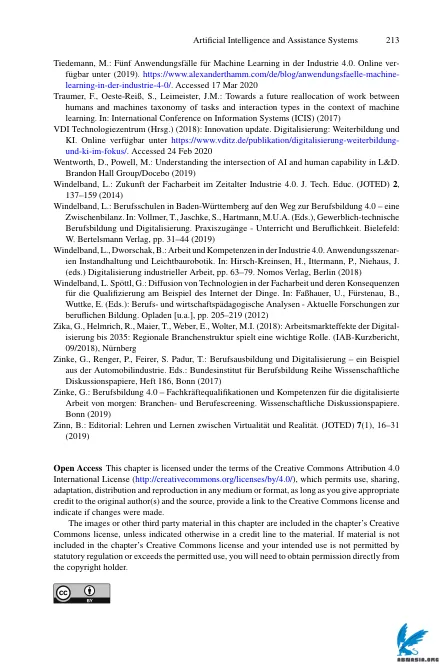 Artificial Intelligence and Assistance Systems 213
Tiedemann, M.: Fünf Anwendungsfälle für Machine Learning in der Industrie 4.0. Online ver-
fügbar unter (2019). https://www.alexanderthamm.com/de/blog/anwendungsfaelle-machine-
learning-in-der-industrie-4-0/. Accessed 17 Mar 2020
Traumer, F., Oeste-Reiß, S., Leimeister, J.M.: Towards a future reallocation of work between
humans and machines taxonomy of tasks and interaction types in the context of machine
learning. In: International Conference on Information Systems (ICIS) (2017)
VDI Technologiezentrum (Hrsg.) (2018): Innovation update. Digitalisierung: Weiterbildung und
KI. Online verfügbar unter https://www.vditz.de/publikation/digitalisierung-weiterbildung-
und-ki-im-fokus/. Accessed 24 Feb 2020
Wentworth, D., Powell, M.: Understanding the intersection of AI and human capability in L&D.
Brandon Hall Group/Docebo (2019)
Windelband, L.: Zukunft der Facharbeit im Zeitalter Industrie 4.0. J. Tech. Educ. (JOTED) 2,
137–159 (2014)
Windelband, L.: Berufsschulen in Baden-Württemberg auf den Weg zur Berufsbildung 4.0 – eine
Zwischenbilanz. In: Vollmer, T., Jaschke, S., Hartmann, M.U.A. (Eds.), Gewerblich-technische
Berufsbildung und Digitalisierung. Praxiszugänge - Unterricht und Beruflichkeit. Bielefeld:
W. Bertelsmann Verlag, pp. 31–44 (2019)
Windelband, L., Dworschak, B.: Arbeit und Kompetenzen in der Industrie 4.0. Anwendungsszenar-
ien Instandhaltung und Leichtbaurobotik. In: Hirsch-Kreinsen, H., Ittermann, P., Niehaus, J.
(eds.) Digitalisierung industrieller Arbeit, pp. 63–79. Nomos Verlag, Berlin (2018)
Windelband, L. Spöttl, G.: Diffusion von Technologien in der Facharbeit und deren Konsequenzen
für die Qualifizierung am Beispiel des Internet der Dinge. In: Faßhauer, U., Fürstenau, B.,
Wuttke, E. (Eds.): Berufs- und wirtschaftspädagogische Analysen - Aktuelle Forschungen zur
beruflichen Bildung. Opladen [u.a.], pp. 205–219 (2012)
Zika, G., Helmrich, R., Maier, T., Weber, E., Wolter, M.I. (2018): Arbeitsmarkteffekte der Digital-
isierung bis 2035: Regionale Branchenstruktur spielt eine wichtige Rolle. (IAB-Kurzbericht,
09/2018), Nürnberg
Zinke, G., Renger, P., Feirer, S. Padur, T.: Berufsausbildung und Digitalisierung – ein Beispiel
aus der Automobilindustrie. Eds.: Bundesinstitut für Berufsbildung Reihe Wissenschaftliche
Diskussionspapiere, Heft 186, Bonn (2017)
Zinke, G.: Berufsbildung 4.0 – Fachkräftequalifikationen und Kompetenzen für die digitalisierte
Arbeit von morgen: Branchen- und Berufescreening. Wissenschaftliche Diskussionspapiere.
Bonn (2019)
Zinn, B.: Editorial: Lehren und Lernen zwischen Virtualität und Realität. (JOTED) 7(1), 16–31
(2019)
Open Access This chapter is licensed under the terms of the Creative Commons Attribution 4.0
International License (http://creativecommons.org/licenses/by/4.0/), which permits use, sharing,
adaptation, distribution and reproduction in any medium or format, as long as you give appropriate
credit to the original author(s) and the source, provide a link to the Creative Commons license and
indicate if changes were made.
The images or other third party material in this chapter are included in the chapter's Creative
Commons license, unless indicated otherwise in a credit line to the material. If material is not
included in the chapter's Creative Commons license and your intended use is not permitted by
statutory regulation or exceeds the permitted use, you will need to obtain permission directly from
the copyright holder.
CC BY